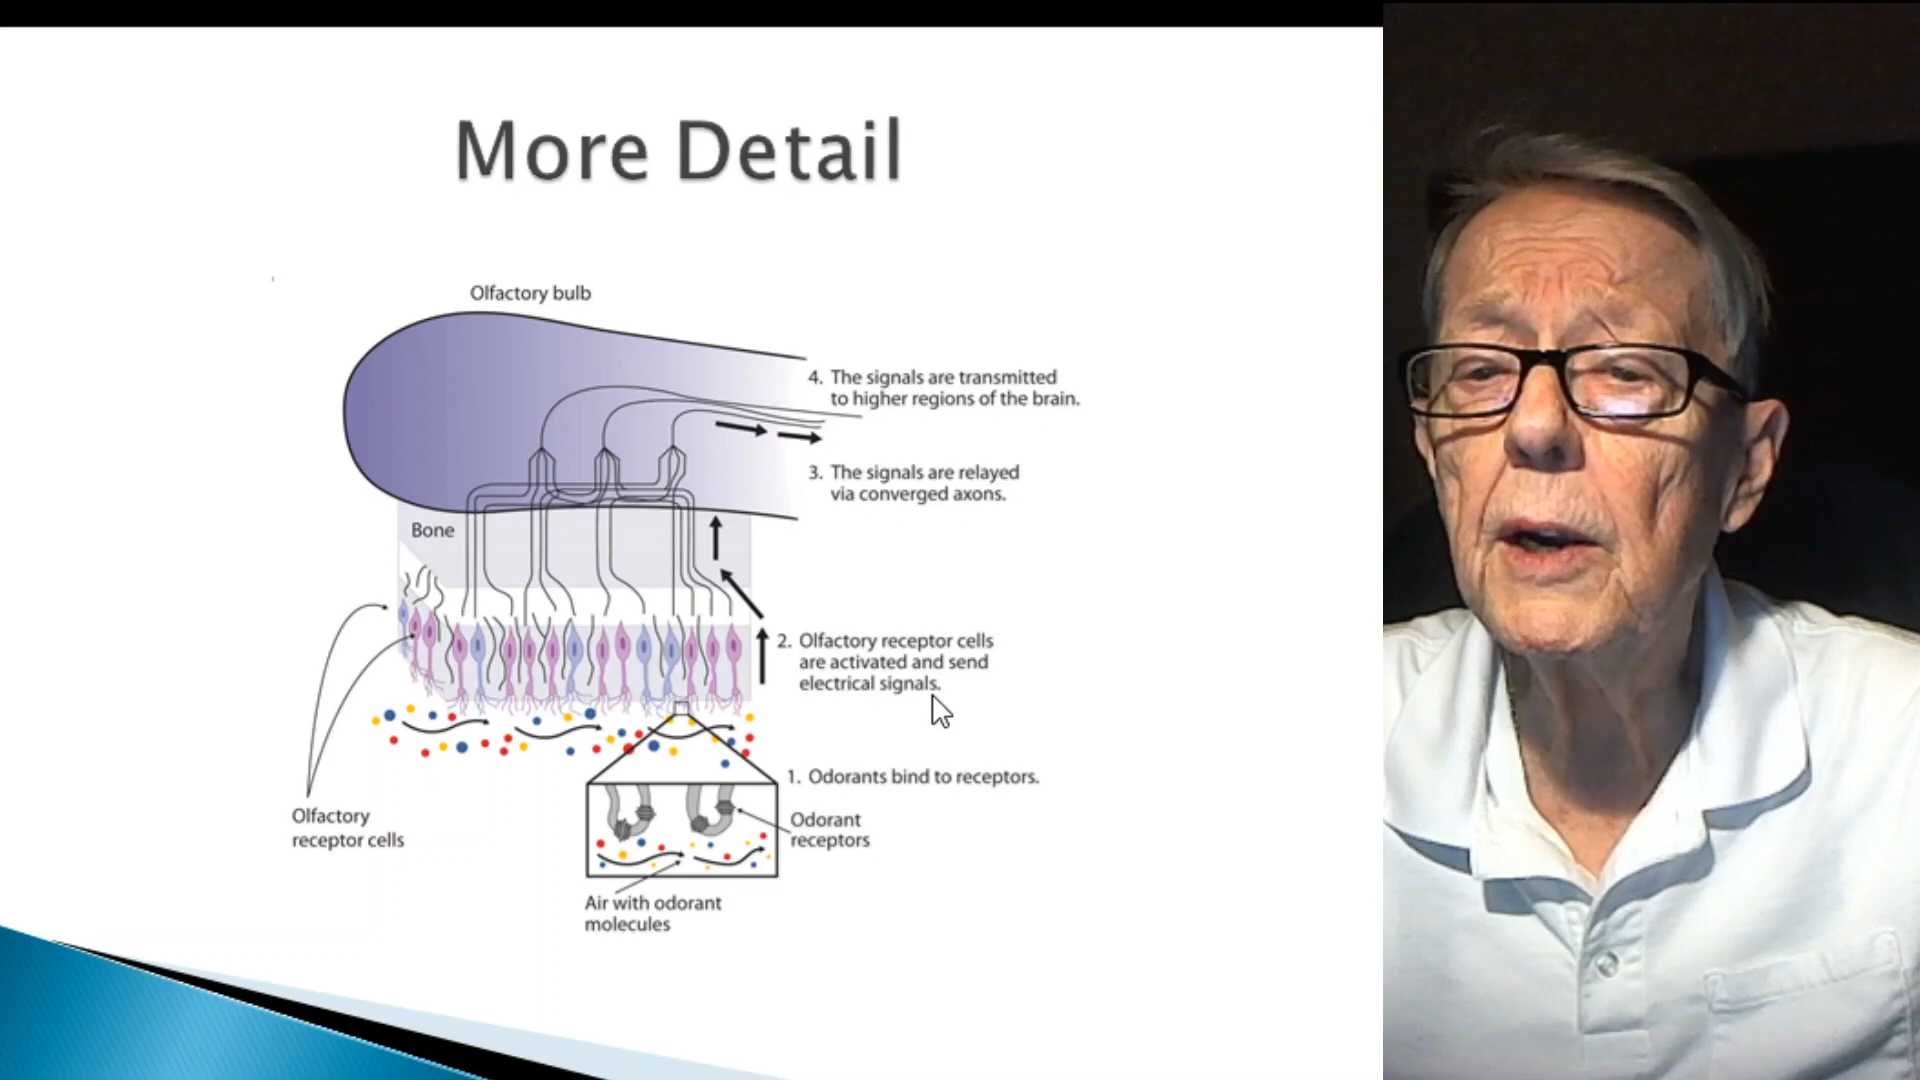 More Detail
Olfactory bulb
4. The signals are transmitted
to higher regions of the brain.
3. The signals are relayed
via converged axons.
Bone
2. Olfactory receptor cells
are activated and send
electrical signals.
1. Odorants bind to receptors.
Olfactory
receptor cells
Odorant
receptors
Air with odorant
molecules